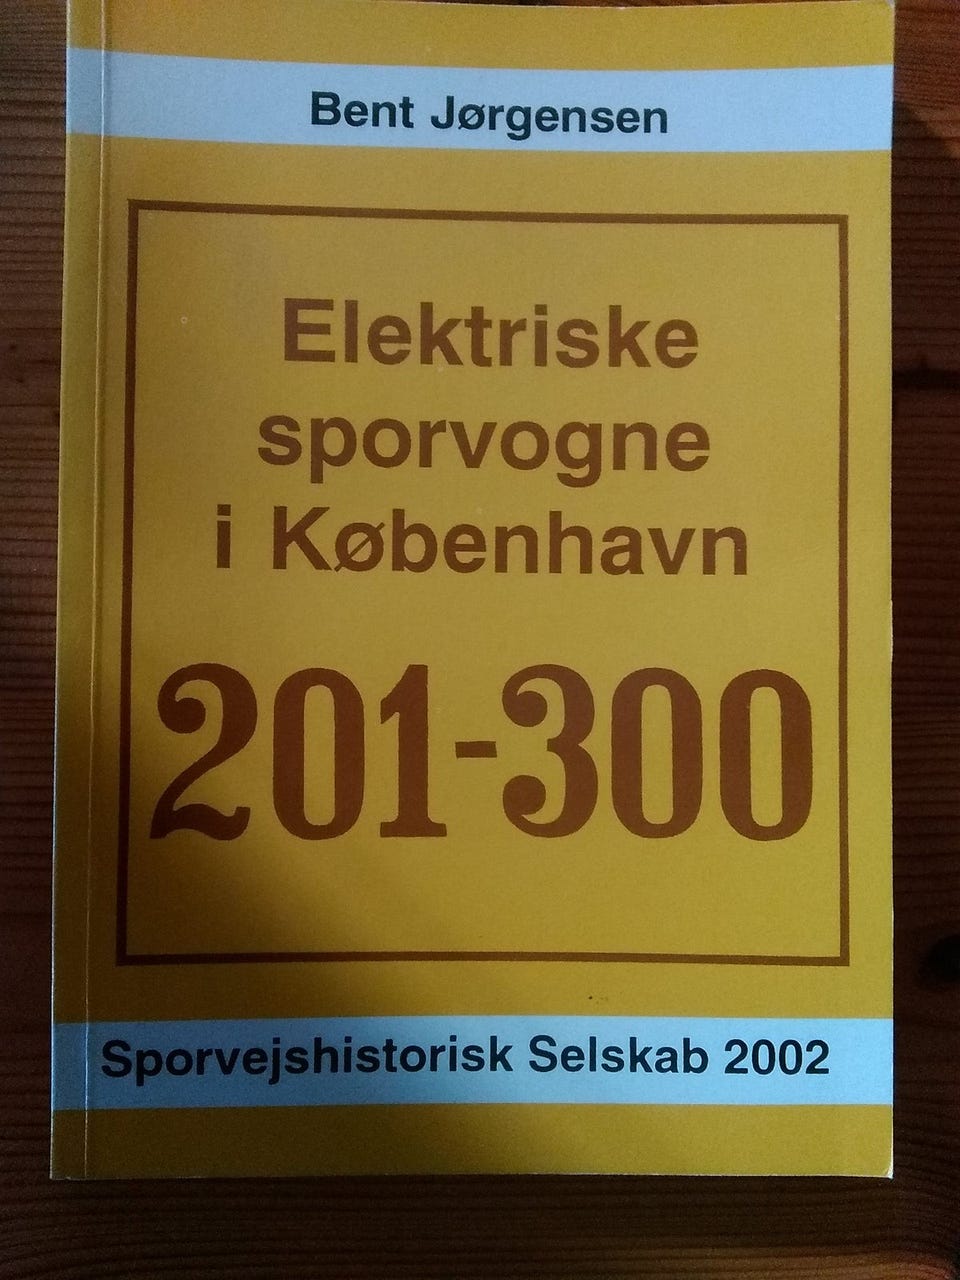 Bent Jørgensen
Elektriske
sporvogne
i København
201-300
Sporvejshistorisk Selskab 2002